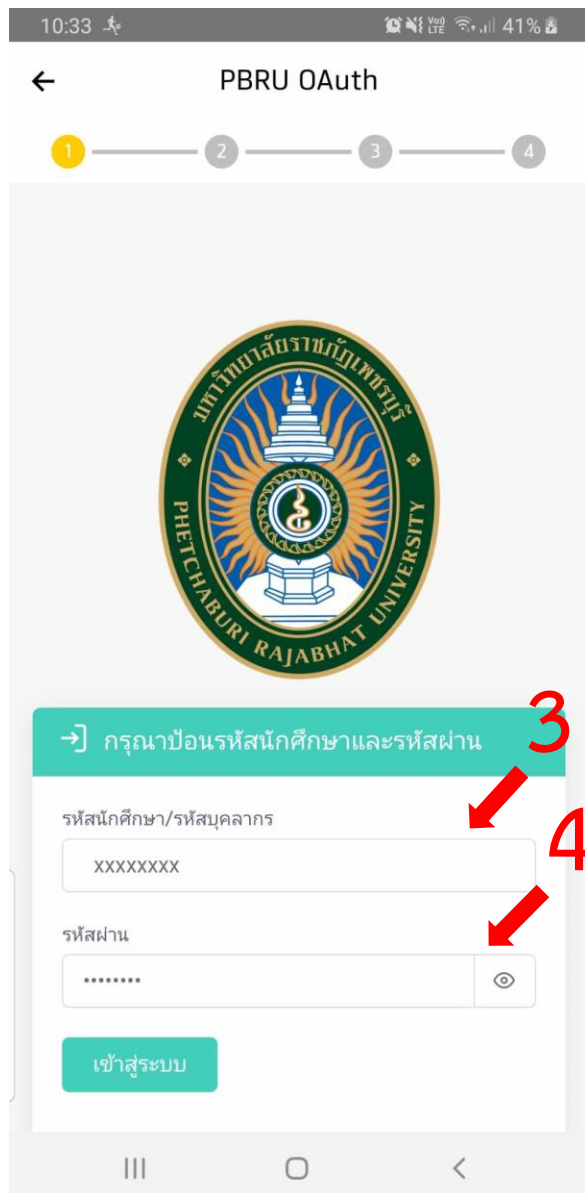 10:33 41%
PBRU OAuth
1 2 3 4
มหาวิทยาลัยราชภัฏเพชรบุรี
PHETCHABURI RAJABHAT UNIVERSITY
3
กรุณาป้อนรหัสนักศึกษาและรหัสผ่าน
รหัสนักศึกษา/รหัสบุคลากร
4
xxxxxxxx
รหัสผ่าน
••••••••
เข้าสู่ระบบ